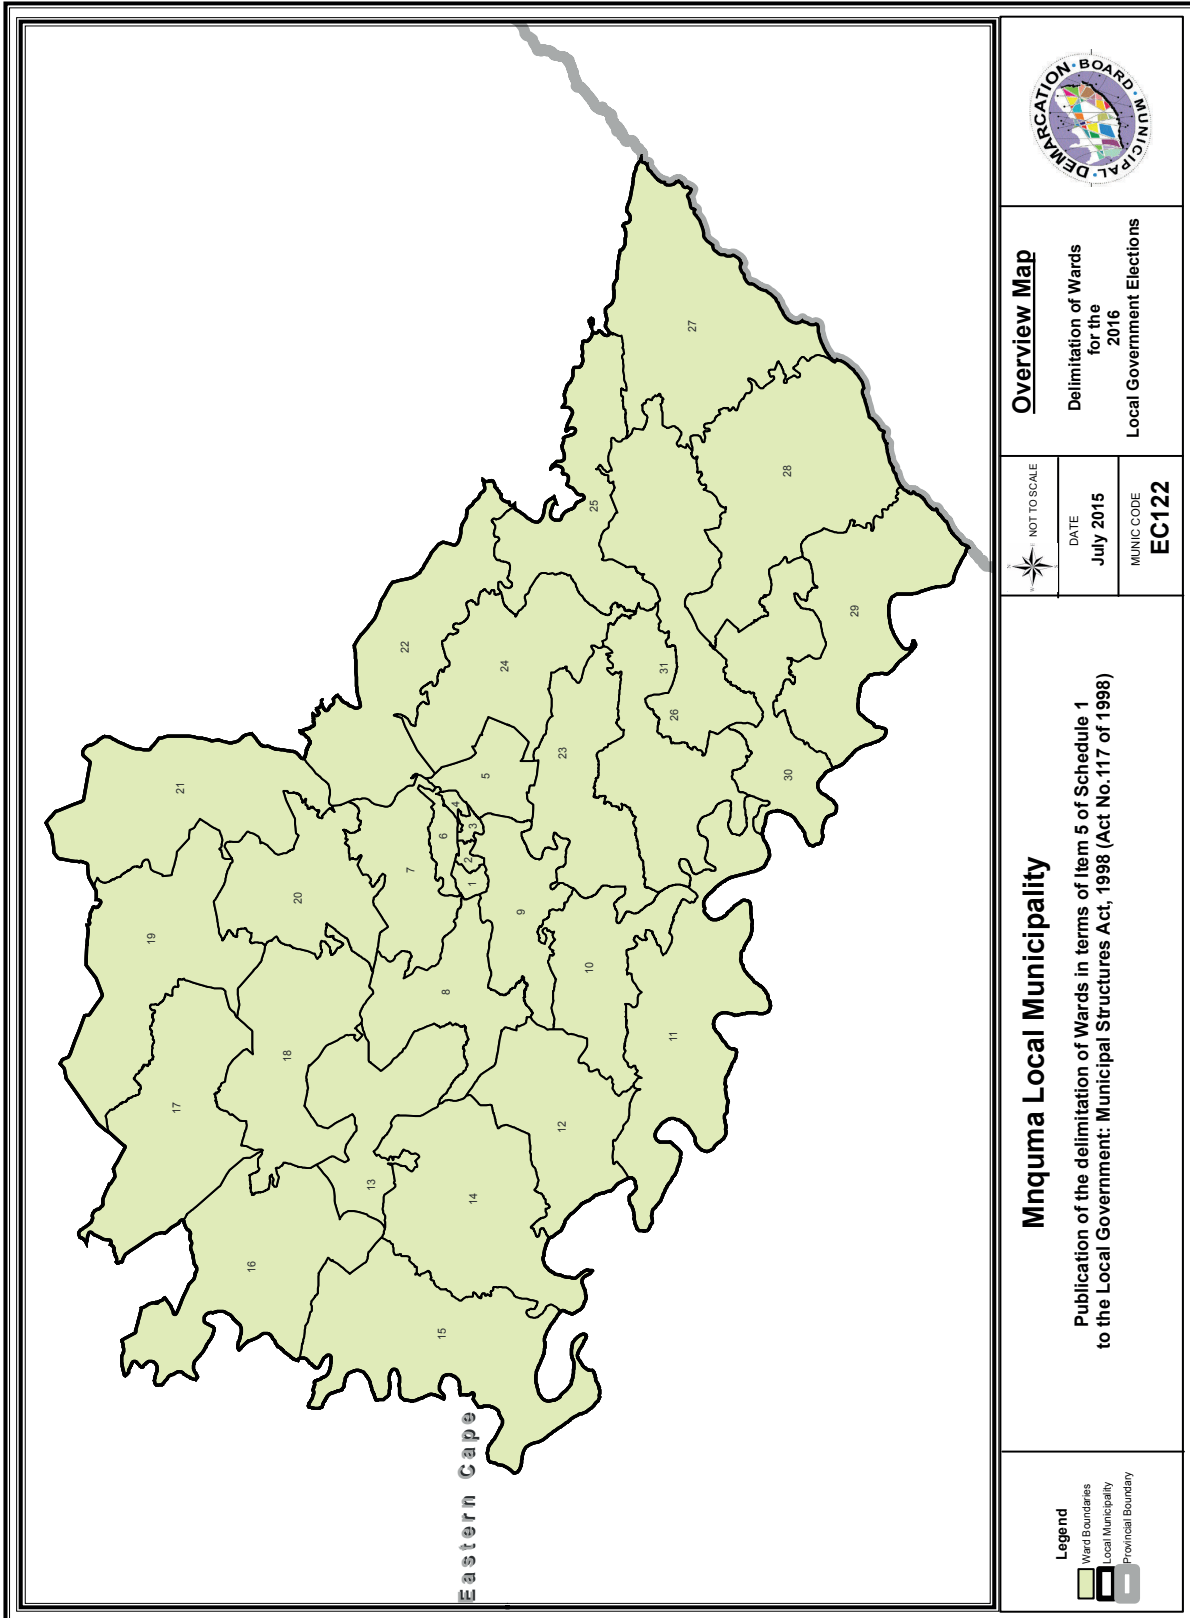 Mnquma Local Municipality
Publication of the delimitation of Wards in terms of Item 5 of Schedule 1
to the Local Government: Municipal Structures Act, 1998 (Act No.117 of 1998)
Legend
Ward Boundaries
Local Municipality
Provincial Boundary
NOT TO SCALE
DATE
July 2015
MUNIC CODE
EC122
Overview Map
Delimitation of Wards
for the
2016
Local Government Elections
MUNICIPAL • DEMARCATION • BOARD •
Eastern Cape
1
2
3
4
5
6
7
8
9
10
11
12
13
14
15
16
17
18
19
20
21
22
23
24
25
26
27
28
29
30
31